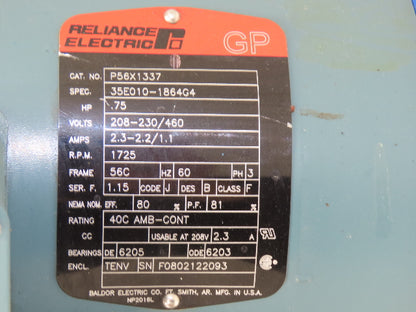 RELIANCE
ELECTRIC
GP
CAT. NO. P56X1337
SPEC. 35E010-1864G4
HP .75
VOLTS 208-230/460
AMPS 2.3-2.2/1.1
R.P.M. 1725
FRAME 56C HZ 60 PH 3
SER. F. 1.15 CODE J DES B CLASS F
NEMA NOM. EFF. 80 % P.F. 81 %
RATING 40C AMB-CONT
CC USABLE AT 208V 2.3 A
BEARINGS DE 6205 ODE 6203
ENCL. TENV SN F0802122093
BALDOR ELECTRIC CO. FT. SMITH, AR. MFG. IN U.S.A.
NP2016L